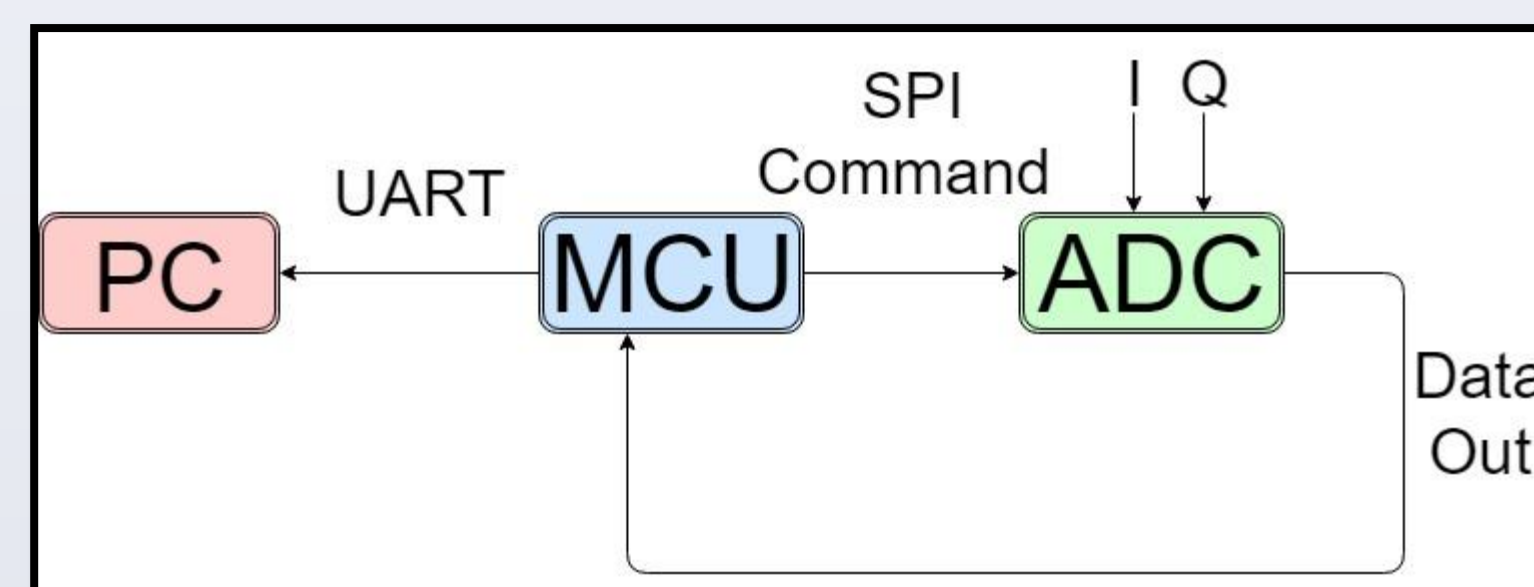 SPI
Command
I Q
UART
PC
MCU
ADC
Data
Out